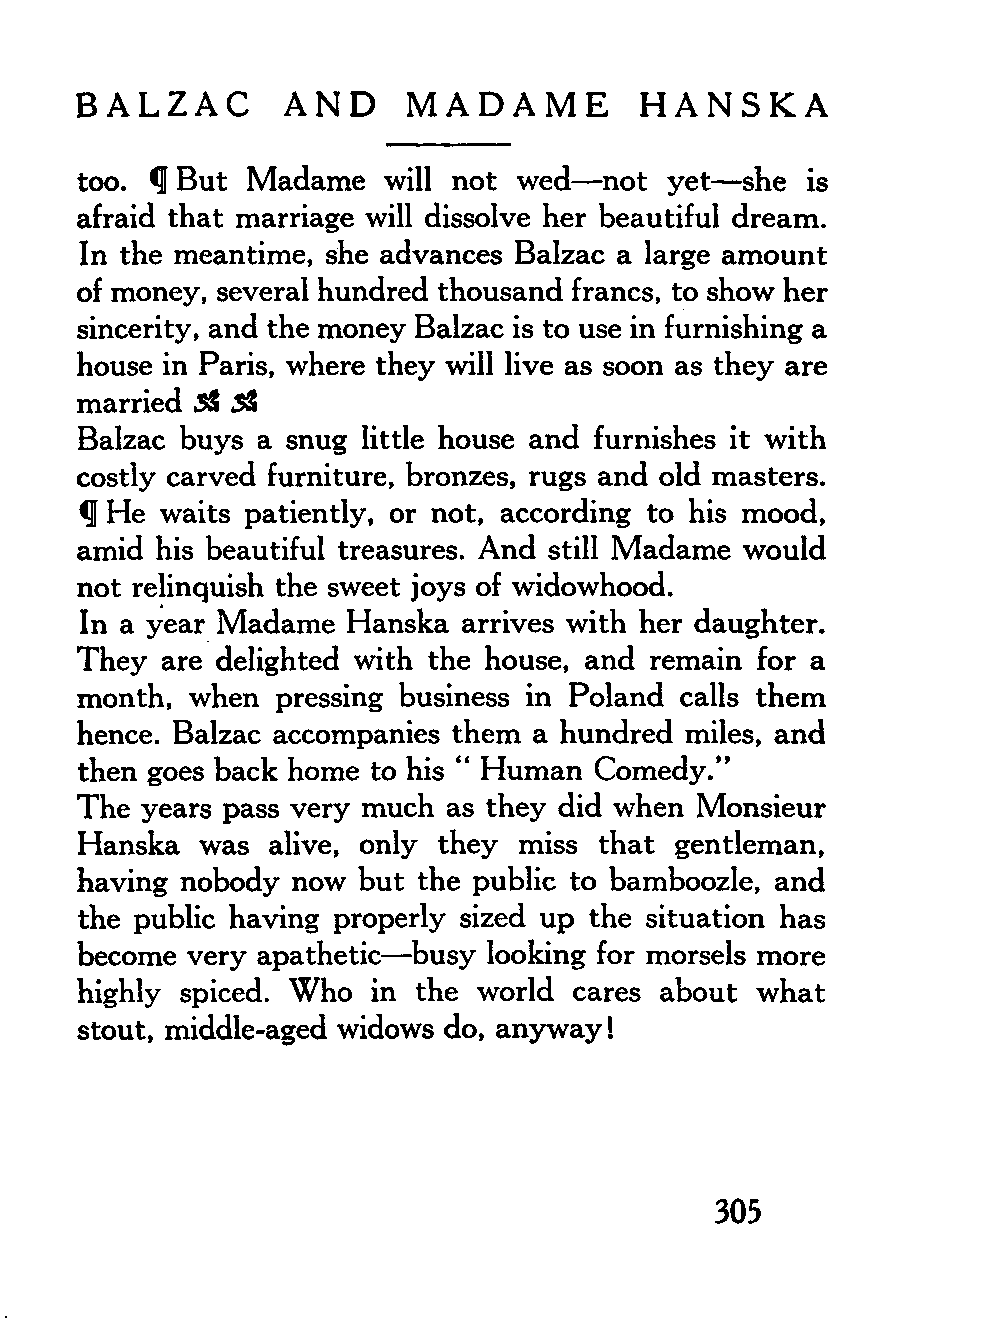 BALZAC AND MADAME HANSKA
too. ¶ But Madame will not wed—not yet—she is
afraid that marriage will dissolve her beautiful dream.
In the meantime, she advances Balzac a large amount
of money, several hundred thousand francs, to show her
sincerity, and the money Balzac is to use in furnishing a
house in Paris, where they will live as soon as they are
married
Balzac buys a snug little house and furnishes it with
costly carved furniture, bronzes, rugs and old masters.
¶ He waits patiently, or not, according to his mood,
amid his beautiful treasures. And still Madame would
not relinquish the sweet joys of widowhood.
In a year Madame Hanska arrives with her daughter.
They are delighted with the house, and remain for a
month, when pressing business in Poland calls them
hence. Balzac accompanies them a hundred miles, and
then goes back home to his “ Human Comedy.”
The years pass very much as they did when Monsieur
Hanska was alive, only they miss that gentleman,
having nobody now but the public to bamboozle, and
the public having properly sized up the situation has
become very apathetic—busy looking for morsels more
highly spiced. Who in the world cares about what
stout, middle-aged widows do, anyway!
305